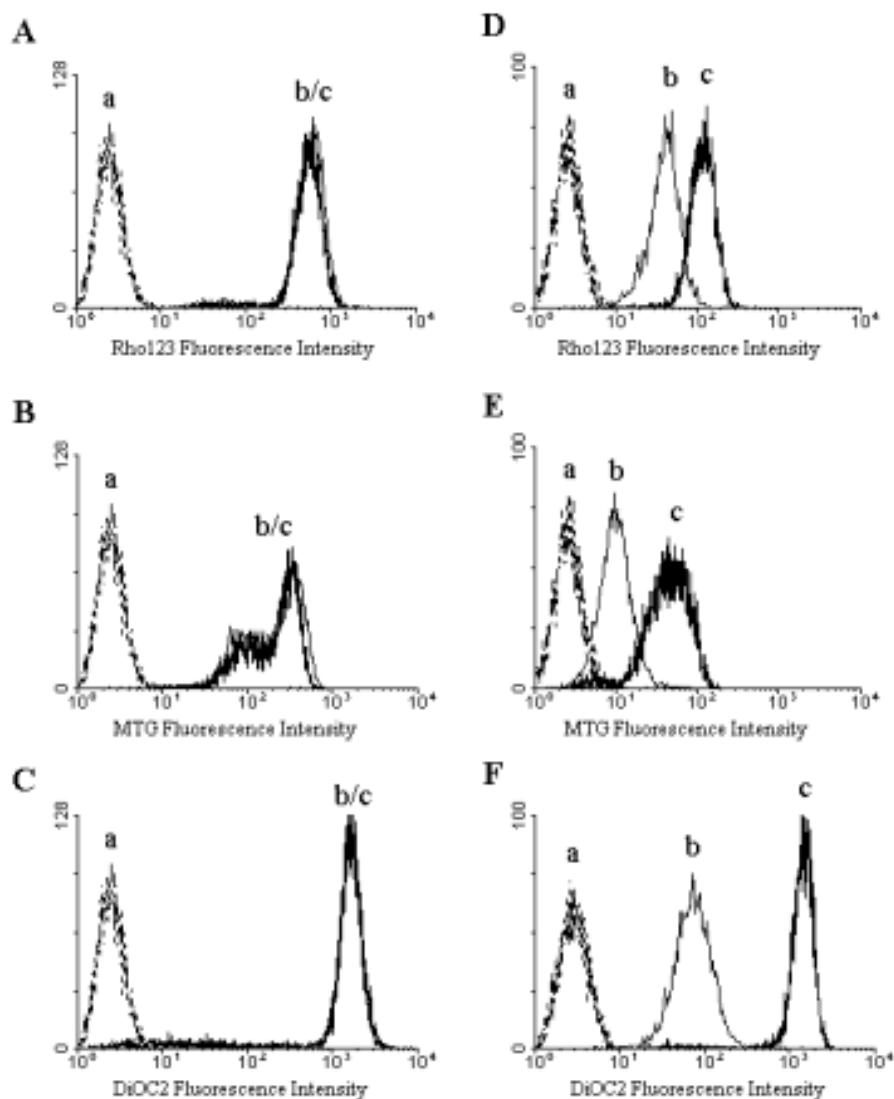 A
128
a
b/c
0
10⁰ 10¹ 10² 10³ 10⁴
Rho123 Fluorescence Intensity
D
100
a b c
0
10⁰ 10¹ 10² 10³ 10⁴
Rho123 Fluorescence Intensity
B
128
a
b/c
0
10⁰ 10¹ 10² 10³ 10⁴
MTG Fluorescence Intensity
E
100
a b c
0
10⁰ 10¹ 10² 10³ 10⁴
MTG Fluorescence Intensity
C
128
a
b/c
0
10⁰ 10¹ 10² 10³ 10⁴
DiOC2 Fluorescence Intensity
F
100
a b c
0
10⁰ 10¹ 10² 10³ 10⁴
DiOC2 Fluorescence Intensity